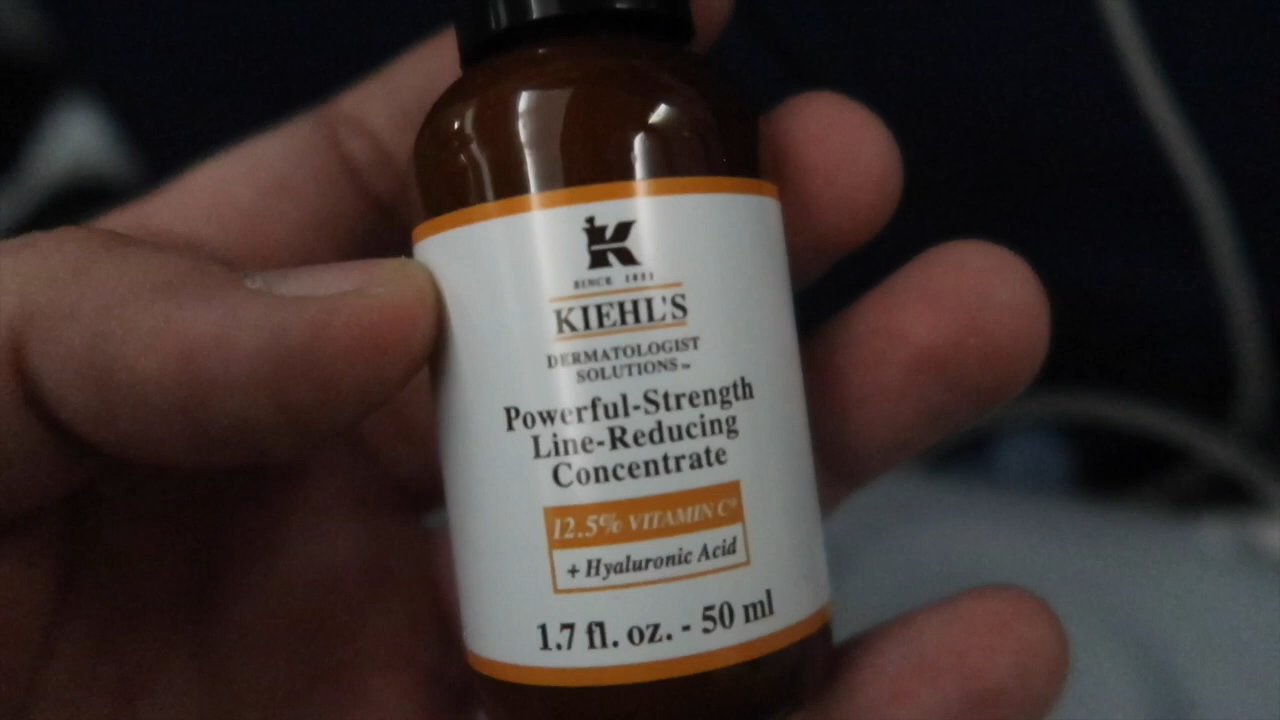 K
SINCE 1851
KIEHL'S
DERMATOLOGIST
SOLUTIONS™
Powerful-Strength
Line-Reducing
Concentrate
12.5% VITAMIN C*
+ Hyaluronic Acid
1.7 fl. oz. - 50 ml